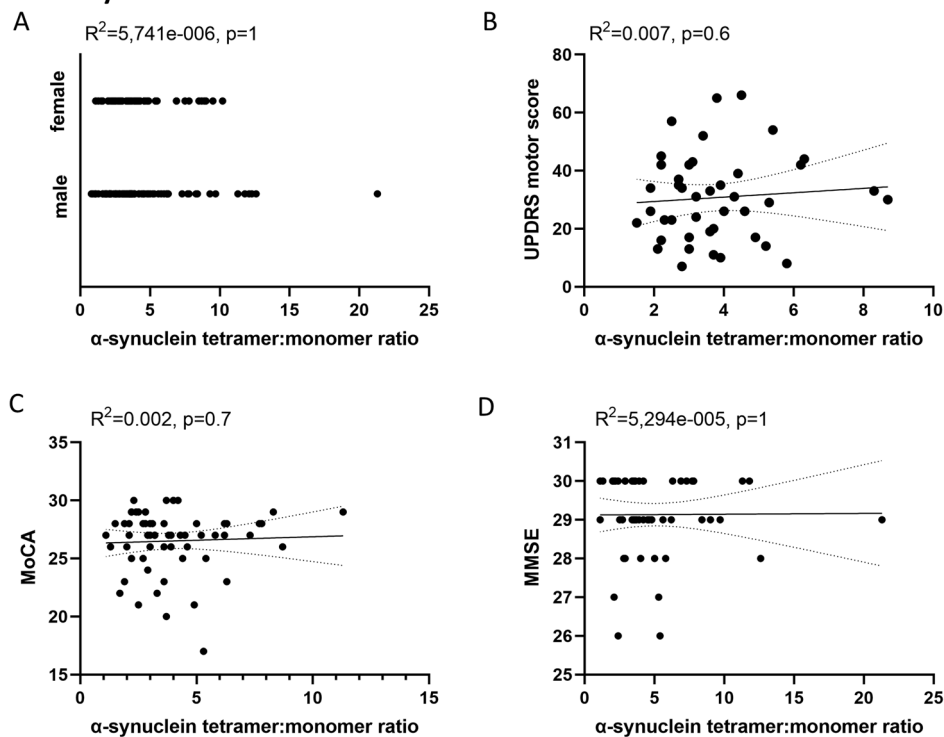 A
R²=5,741e-006, p=1
female
male
0 5 10 15 20 25
α-synuclein tetramer:monomer ratio
B
R²=0.007, p=0.6
UPDRS motor score
80
60
40
20
0
0 2 4 6 8 10
α-synuclein tetramer:monomer ratio
C
R²=0.002, p=0.7
MoCA
35
30
25
20
15
0 5 10 15
α-synuclein tetramer:monomer ratio
D
R²=5,294e-005, p=1
MMSE
31
30
29
28
27
26
25
0 5 10 15 20 25
α-synuclein tetramer:monomer ratio